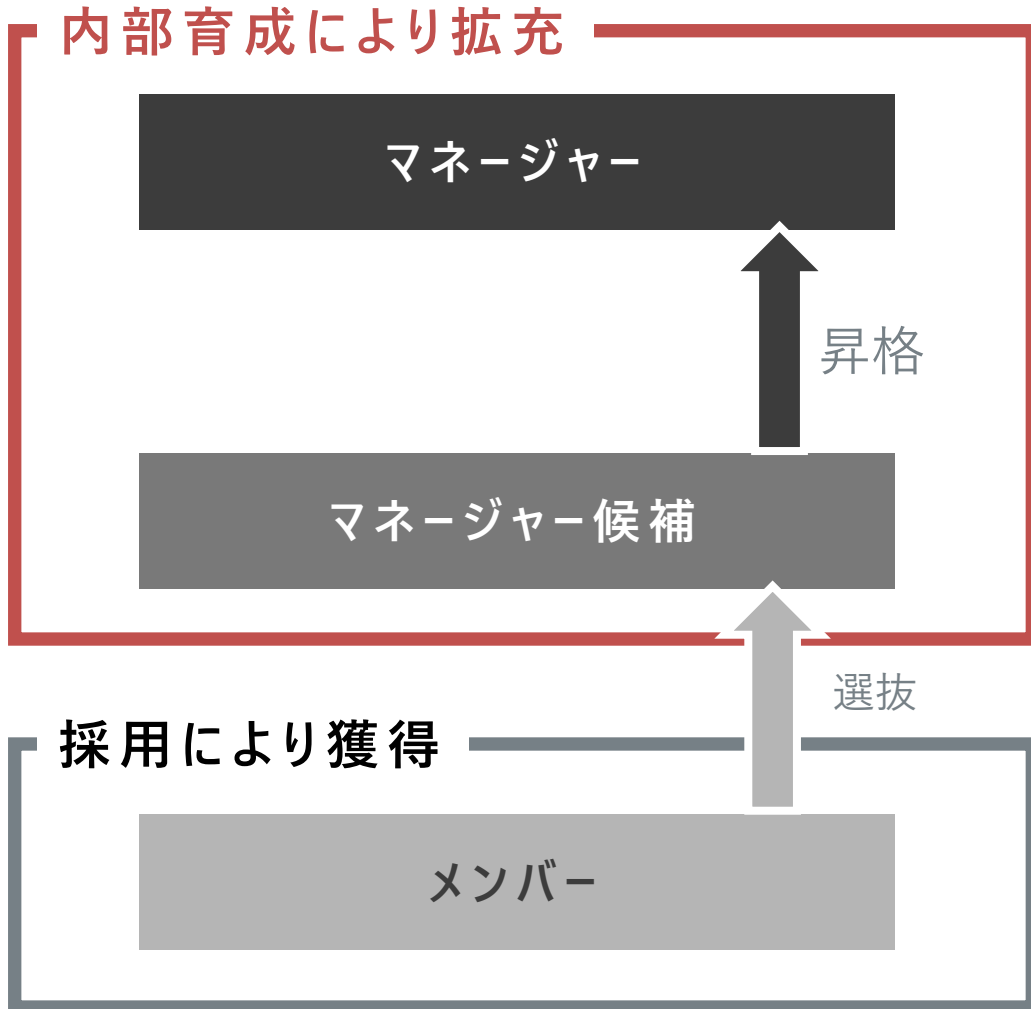 内部育成により拡充
マネージャー
昇格
マネージャー候補
選抜
採用により獲得
メンバー